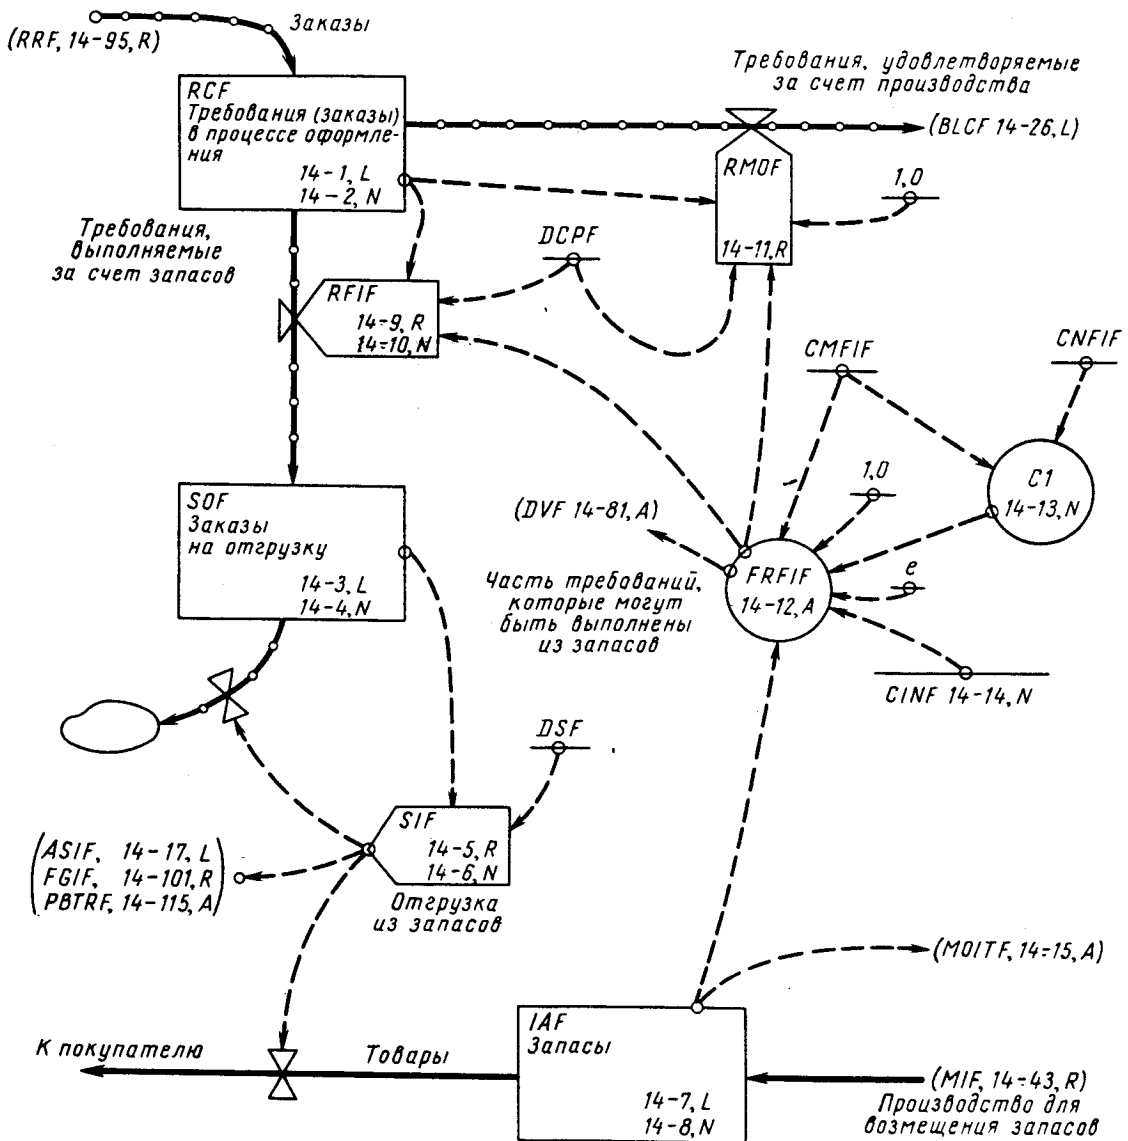 Заказы
(RRF, 14-95, R)
RCF
Требования (заказы)
в процессе оформле-
ния
14-1, L
14-2, N
Требования, удовлетворяемые
за счет производства
(BLCF 14-26, L)
RMOF
14-11, R
1,0
Требования,
выполняемые
за счет запасов
DCPF
RFIF
14-9, R
14-10, N
CMFIF
CNFIF
C1
14-13, N
1,0
SOF
Заказы
на отгрузку
14-3, L
14-4, N
(DVF 14-81, A)
Часть требований,
которые могут
быть выполнены
из запасов
FRFIF
14-12, A
e
CINF 14-14, N
DSF
SIF
14-5, R
14-6, N
Отгрузка
из запасов
(ASIF, 14-17, L
FGIF, 14-101, R
PBTRF, 14-115, A)
(MOITF, 14-15, A)
IAF
Запасы
14-7, L
14-8, N
К покупателю
Товары
(MIF, 14-43, R)
Производство для
возмещения запасов